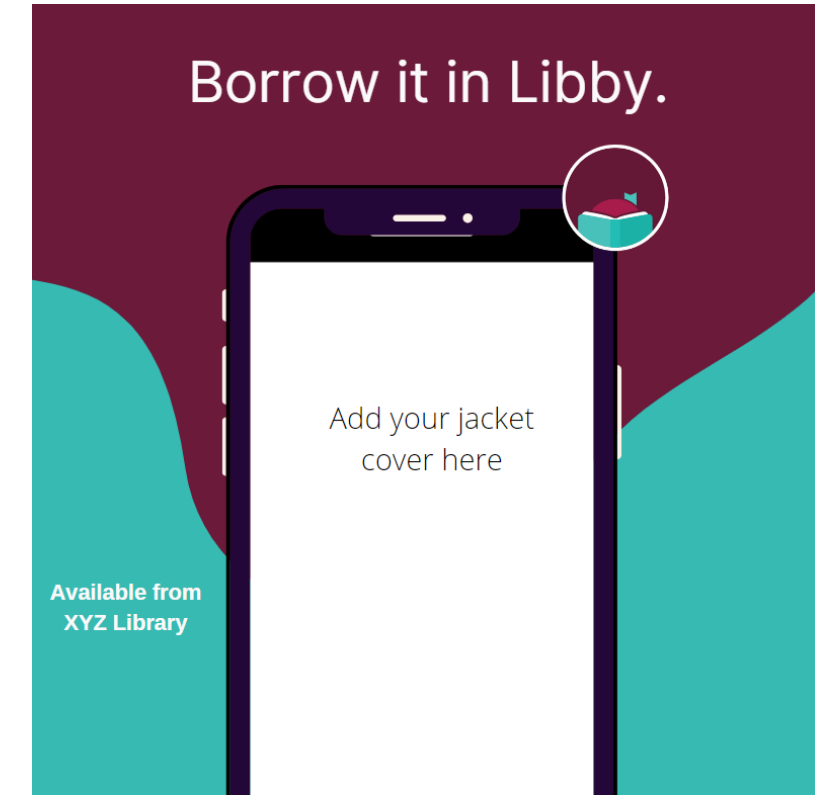 Borrow it in Libby.
Add your jacket
cover here
Available from
XYZ Library